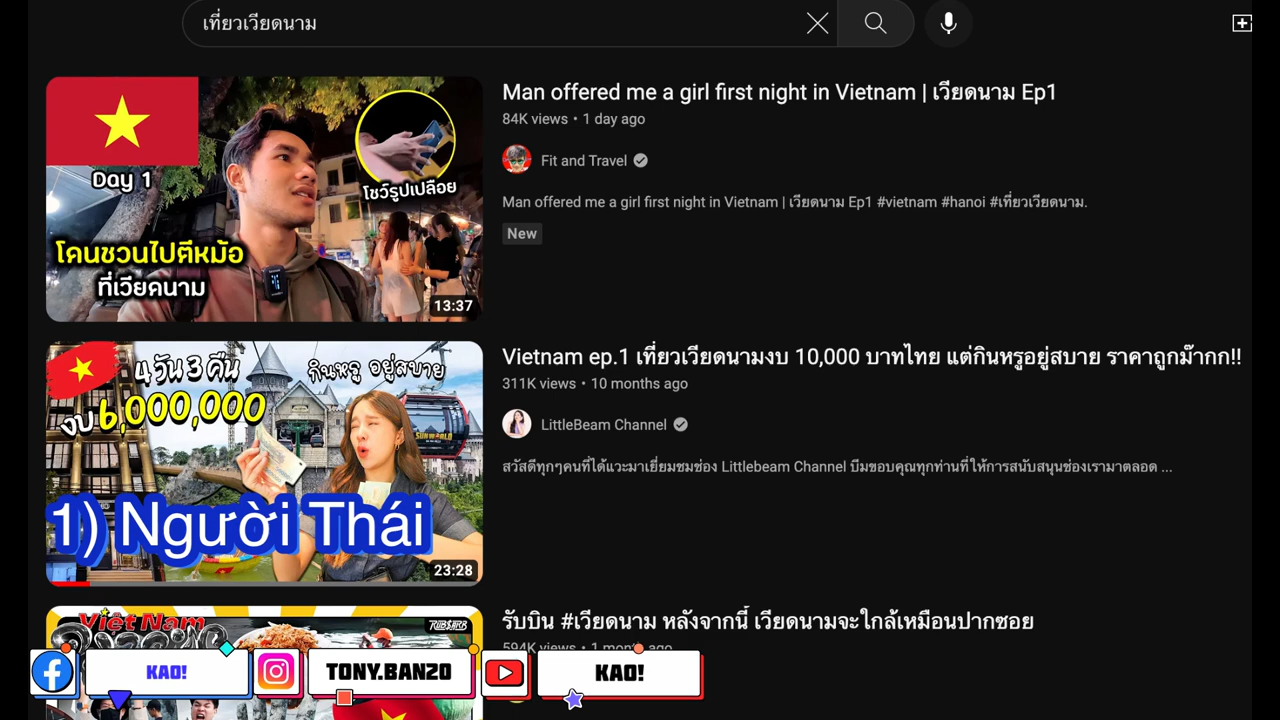 เที่ยวเวียดนาม
Day 1
โชว์รูปเปลือย
โดนชวนไปตีหม้อ
ที่เวียดนาม
13:37
Man offered me a girl first night in Vietnam | เวียดนาม Ep1
84K views • 1 day ago
Fit and Travel
Man offered me a girl first night in Vietnam | เวียดนาม Ep1 #vietnam #hanoi #เที่ยวเวียดนาม.
New
4วัน3คืน
กินหรู อยู่สบาย
งบ 6,000,000
SUN WORLD
1) Người Thái
23:28
Vietnam ep.1 เที่ยวเวียดนามงบ 10,000 บาทไทย แต่กินหรูอยู่สบาย ราคาถูกม๊ากก!!
311K views • 10 months ago
LittleBeam Channel
สวัสดีทุกๆคนที่ได้แวะมาเยี่ยมชมช่อง Littlebeam Channel บีมขอบคุณทุกท่านที่ให้การสนับสนุนช่องเรามาตลอด ...
Việt Nam
รับบิน #เวียดนาม หลังจากนี้ เวียดนามจะใกล้เหมือนปากซอย
594K views • 1 month ago
KAO!
TONY.BANZO
KAO!